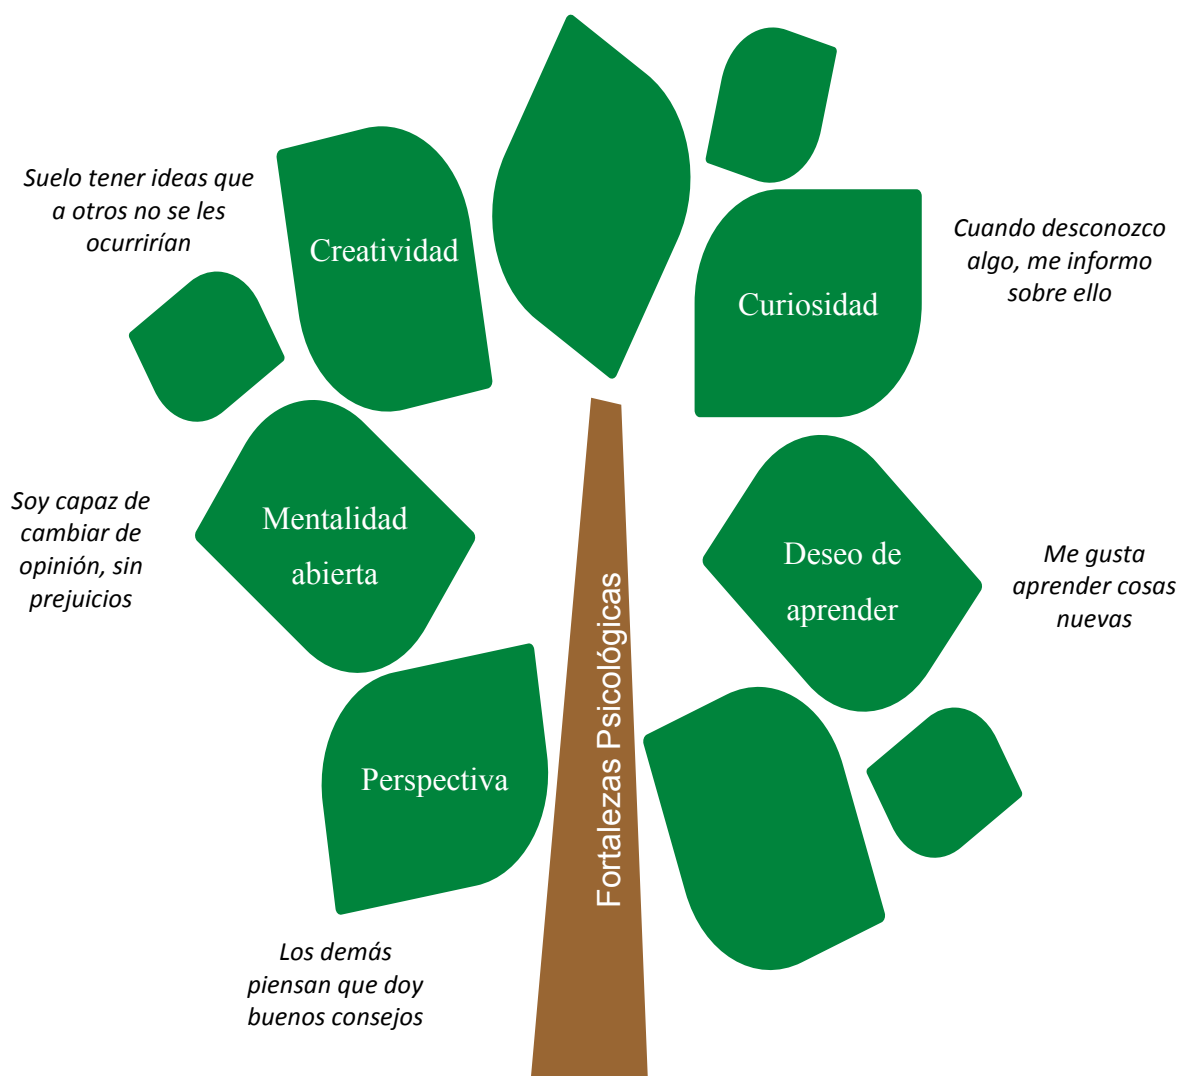 Suelo tener ideas que
a otros no se les
ocurrirían
Creatividad
Curiosidad
Cuando desconozco
algo, me informo
sobre ello
Soy capaz de
cambiar de
opinión, sin
prejuicios
Mentalidad
abierta
Deseo de
aprender
Me gusta
aprender cosas
nuevas
Fortalezas Psicológicas
Perspectiva
Los demás
piensan que doy
buenos consejos